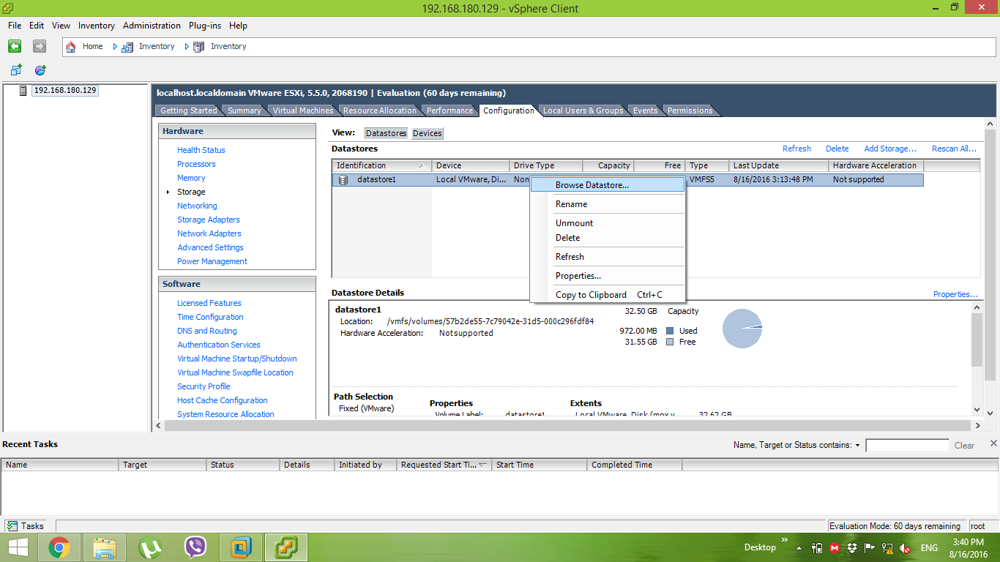 192.168.180.129 - vSphere Client
File Edit View Inventory Administration Plug-ins Help
Home Inventory Inventory
192.168.180.129
localhost.localdomain VMware ESXi, 5.5.0, 2068190 | Evaluation (60 days remaining)
Getting Started Summary Virtual Machines Resource Allocation Performance Configuration Local Users & Groups Events Permissions
Hardware
Health Status
Processors
Memory
Storage
Networking
Storage Adapters
Network Adapters
Advanced Settings
Power Management
Software
Licensed Features
Time Configuration
DNS and Routing
Authentication Services
Virtual Machine Startup/Shutdown
Virtual Machine Swapfile Location
Security Profile
Host Cache Configuration
System Resource Allocation
View: Datastores Devices
Datastores Refresh Delete Add Storage... Rescan All...
Identification Device Drive Type Capacity Free Type Last Update Hardware Acceleration
datastore1 Local VMware, Di... Non VMFS5 8/16/2016 3:13:48 PM Not supported
Browse Datastore...
Rename
Unmount
Delete
Refresh
Properties...
Copy to Clipboard Ctrl+C
Datastore Details Properties...
datastore1 32.50 GB Capacity
Location: /vmfs/volumes/57b2de55-7c79042e-31d5-000c296fdf84
Hardware Acceleration: Not supported 972.00 MB Used
31.55 GB Free
Path Selection
Fixed (VMware)
Properties
Volume Label: datastore1
Extents
Local VMware, Disk (mpx.v 32.62 GB
Recent Tasks Name, Target or Status contains: Clear
Name Target Status Details Initiated by Requested Start Ti... Start Time Completed Time
Tasks Evaluation Mode: 60 days remaining root
Desktop ENG 3:40 PM
8/16/2016